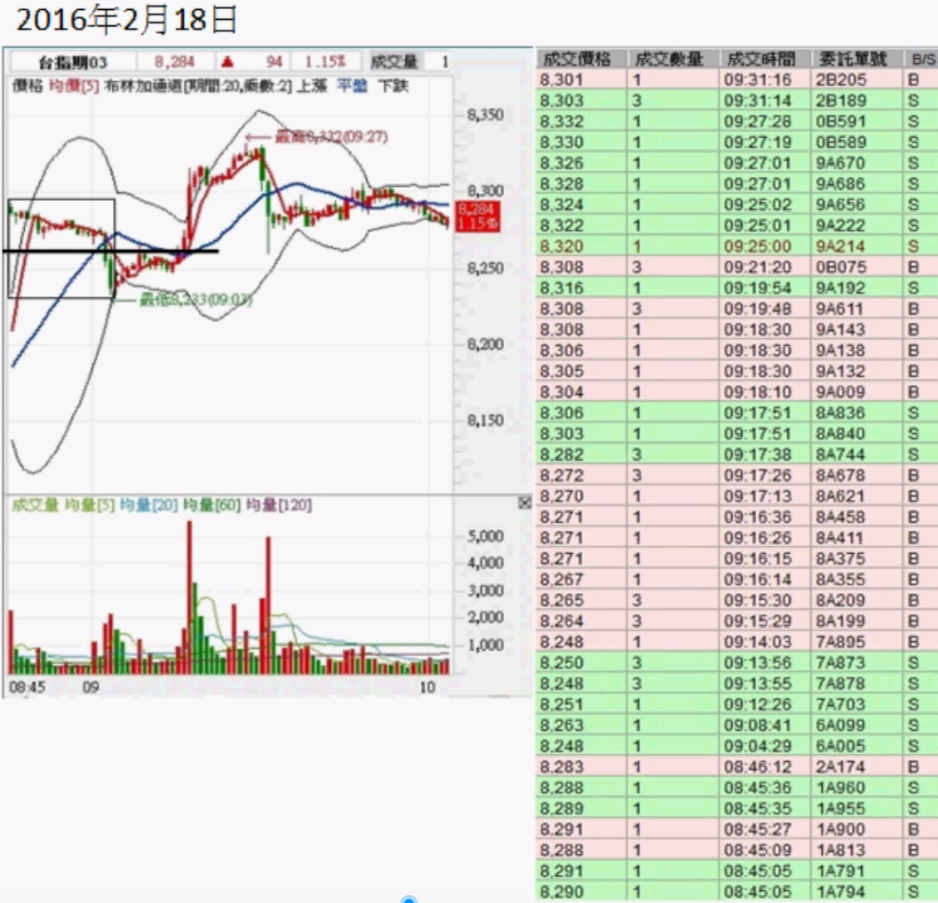 2016年2月18日
台指期03 8,284 ▲ 94 1.15% 成交量 1
價格 均價[5] 布林加通道[期間:20,乘數:2] 上漲 平盤 下跌
8,350
最高8,332(09:27)
8,300
8,284
1.15%
8,250
最低8,233(09:03)
8,200
8,150
成交量 均量[5] 均量[20] 均量[60] 均量[120]
5,000
4,000
3,000
2,000
1,000
08:45 09 10
成交價格 成交數量 成交時間 委託單號 B/S
8,301 1 09:31:16 2B205 B
8,303 3 09:31:14 2B189 S
8,332 1 09:27:28 0B591 S
8,330 1 09:27:19 0B589 S
8,326 1 09:27:01 9A670 S
8,328 1 09:27:01 9A686 S
8,324 1 09:25:02 9A656 S
8,322 1 09:25:01 9A222 S
8,320 1 09:25:00 9A214 S
8,308 3 09:21:20 0B075 B
8,316 1 09:19:54 9A192 S
8,308 3 09:19:48 9A611 B
8,308 1 09:18:30 9A143 B
8,306 1 09:18:30 9A138 B
8,305 1 09:18:30 9A132 B
8,304 1 09:18:10 9A009 B
8,306 1 09:17:51 8A836 S
8,303 1 09:17:51 8A840 S
8,282 3 09:17:38 8A744 S
8,272 3 09:17:26 8A678 B
8,270 1 09:17:13 8A621 B
8,271 1 09:16:36 8A458 B
8,271 1 09:16:26 8A411 B
8,271 1 09:16:15 8A375 B
8,267 1 09:16:14 8A355 B
8,265 3 09:15:30 8A209 B
8,264 3 09:15:29 8A199 B
8,248 1 09:14:03 7A895 B
8,250 3 09:13:56 7A873 S
8,248 3 09:13:55 7A878 S
8,251 1 09:12:26 7A703 S
8,263 1 09:08:41 6A099 S
8,248 1 09:04:29 6A005 S
8,283 1 08:46:12 2A174 B
8,288 1 08:45:36 1A960 S
8,289 1 08:45:35 1A955 S
8,291 1 08:45:27 1A900 B
8,288 1 08:45:09 1A813 B
8,291 1 08:45:05 1A791 S
8,290 1 08:45:05 1A794 S